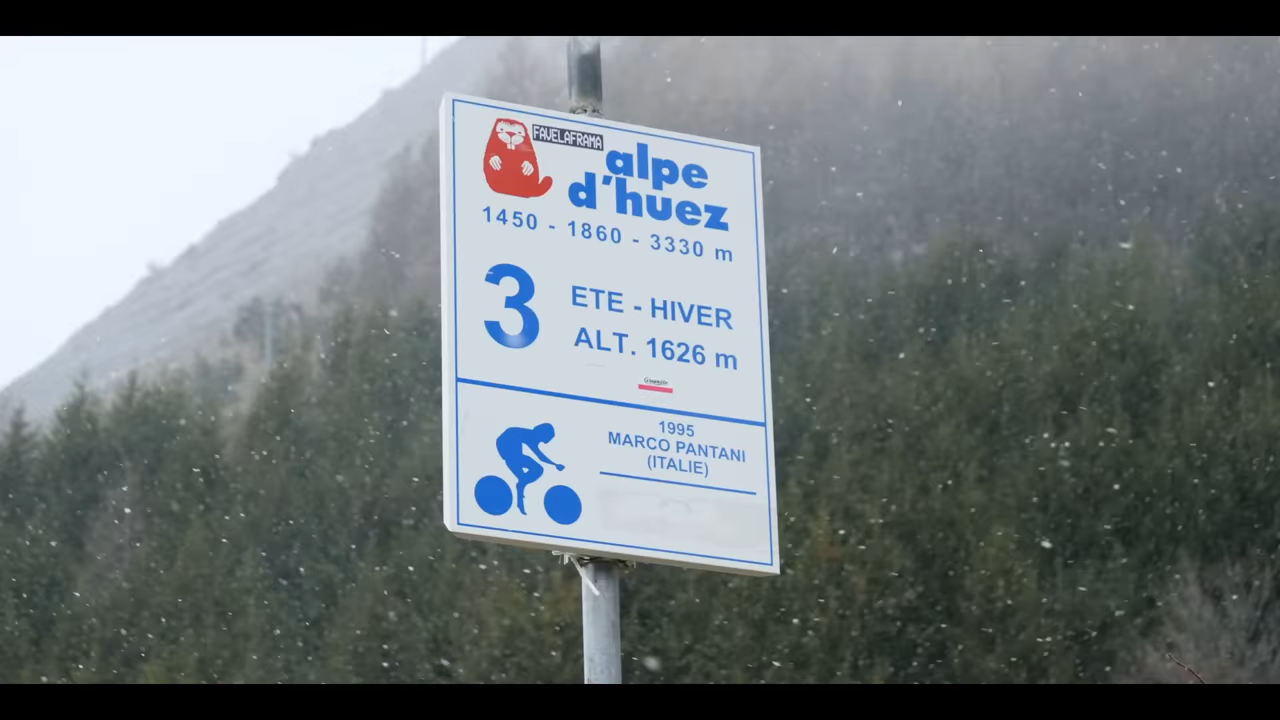 FAVELAFRAMA
alpe
d'huez
1450 - 1860 - 3330 m
3
ETE - HIVER
ALT. 1626 m
1995
MARCO PANTANI
(ITALIE)